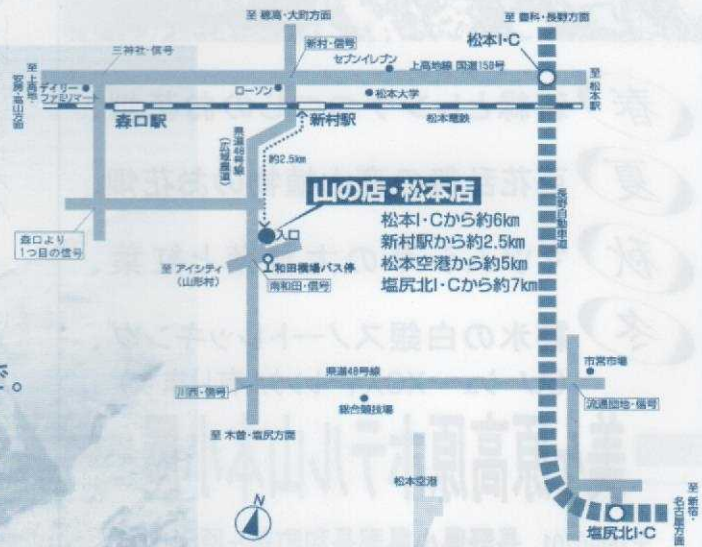 至 穂高・大町方面
至 豊科・長野方面
三神社・信号
新村・信号
セブンイレブン
松本I・C
上高地線 国道158号
至 上高地・
安房・高山方面
デイリー
ファミリマート
ローソン
松本大学
至 松本駅
森口駅
新村駅
松本電鉄
県道48号線
(広域農道)
約2.5km
長野自動車道
山の店・松本店
松本I・Cから約6km
新村駅から約2.5km
松本空港から約5km
塩尻北I・Cから約7km
森口より
1つ目の信号
入口
至 アイシティ
(山形村)
和田横場バス停
南和田・信号
県道48号線
市営市場
川西・信号
総合競技場
流通団地・信号
至 木曽・塩尻方面
松本空港
N
至 新宿・
名古屋方面
塩尻北I・C